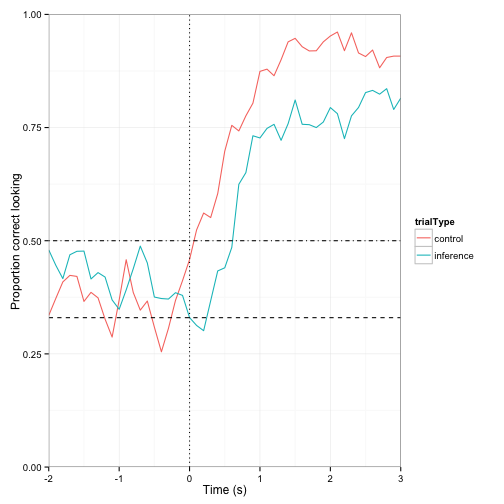 1.00
0.75
0.50
0.25
0.00
Proportion correct looking
-2
-1
0
1
2
3
Time (s)
trialType
control
inference